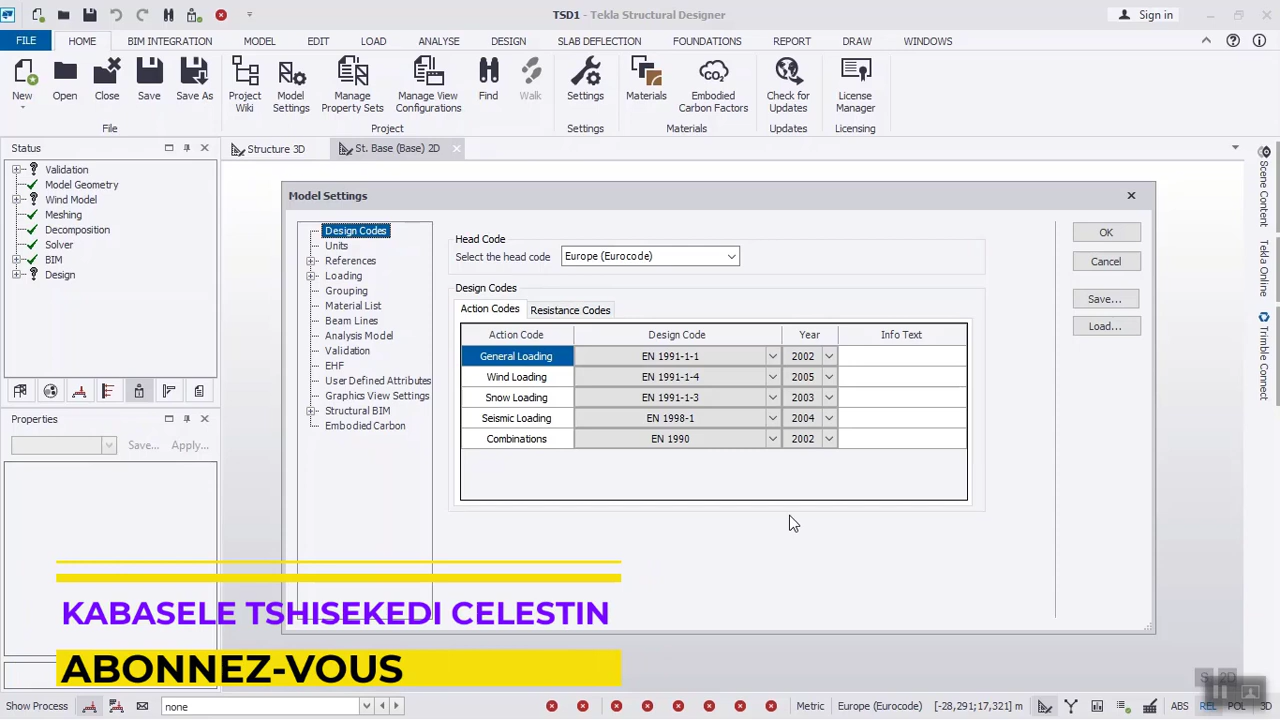 TSD1 - Tekla Structural Designer
Sign in
FILE
HOME
BIM INTEGRATION
MODEL
EDIT
LOAD
ANALYSE
DESIGN
SLAB DEFLECTION
FOUNDATIONS
REPORT
DRAW
WINDOWS
New
Open
Close
Save
Save As
Project Wiki
Model Settings
Manage Property Sets
Manage View Configurations
Find
Walk
Settings
Materials
Embodied Carbon Factors
Check for Updates
License Manager
File
Project
Settings
Materials
Updates
Licensing
Status
Validation
Model Geometry
Wind Model
Meshing
Decomposition
Solver
BIM
Design
Properties
Save...
Apply...
Structure 3D
St. Base (Base) 2D
Model Settings
Design Codes
Units
References
Loading
Grouping
Material List
Beam Lines
Analysis Model
Validation
EHF
User Defined Attributes
Graphics View Settings
Structural BIM
Embodied Carbon
Head Code
Select the head code
Europe (Eurocode)
Design Codes
Action Codes
Resistance Codes
Action Code Design Code Year Info Text
General Loading EN 1991-1-1 2002
Wind Loading EN 1991-1-4 2005
Snow Loading EN 1991-1-3 2003
Seismic Loading EN 1998-1 2004
Combinations EN 1990 2002
OK
Cancel
Save...
Load...
Scene Content
Tekla Online
Trimble Connect
KABASELE TSHISEKEDI CELESTIN
ABONNEZ-VOUS
Show Process
none
Metric
Europe (Eurocode)
[-28,291;17,321] m
ABS
REL
POL
3D